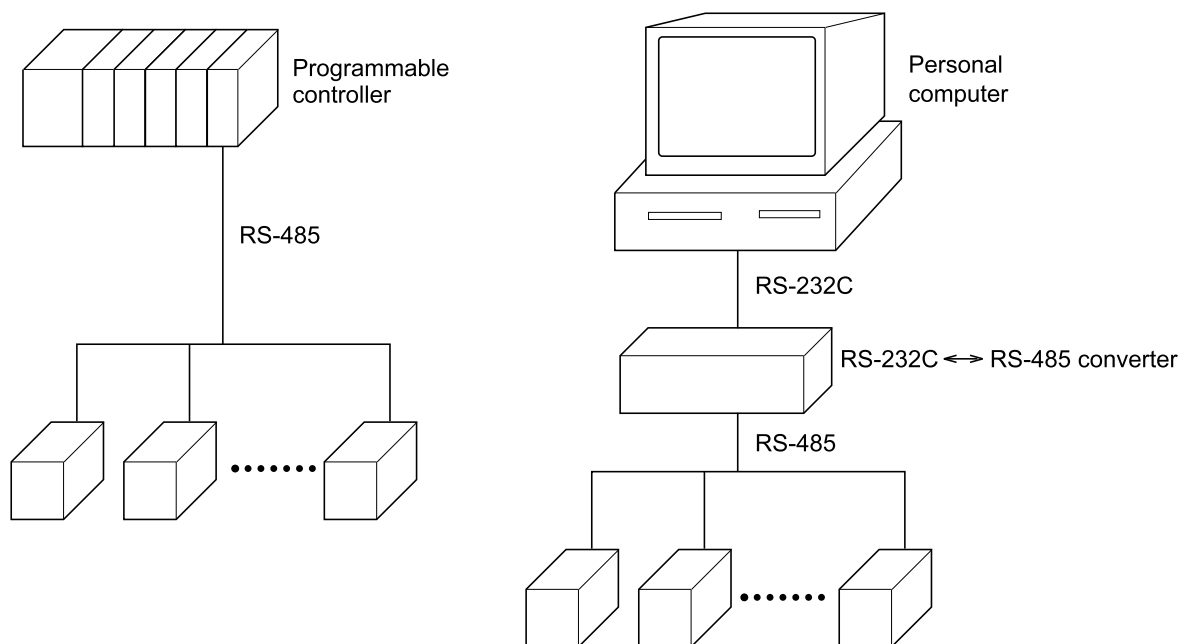 Programmable
controller
RS-485
Personal
computer
RS-232C
RS-232C ↔ RS-485 converter
RS-485